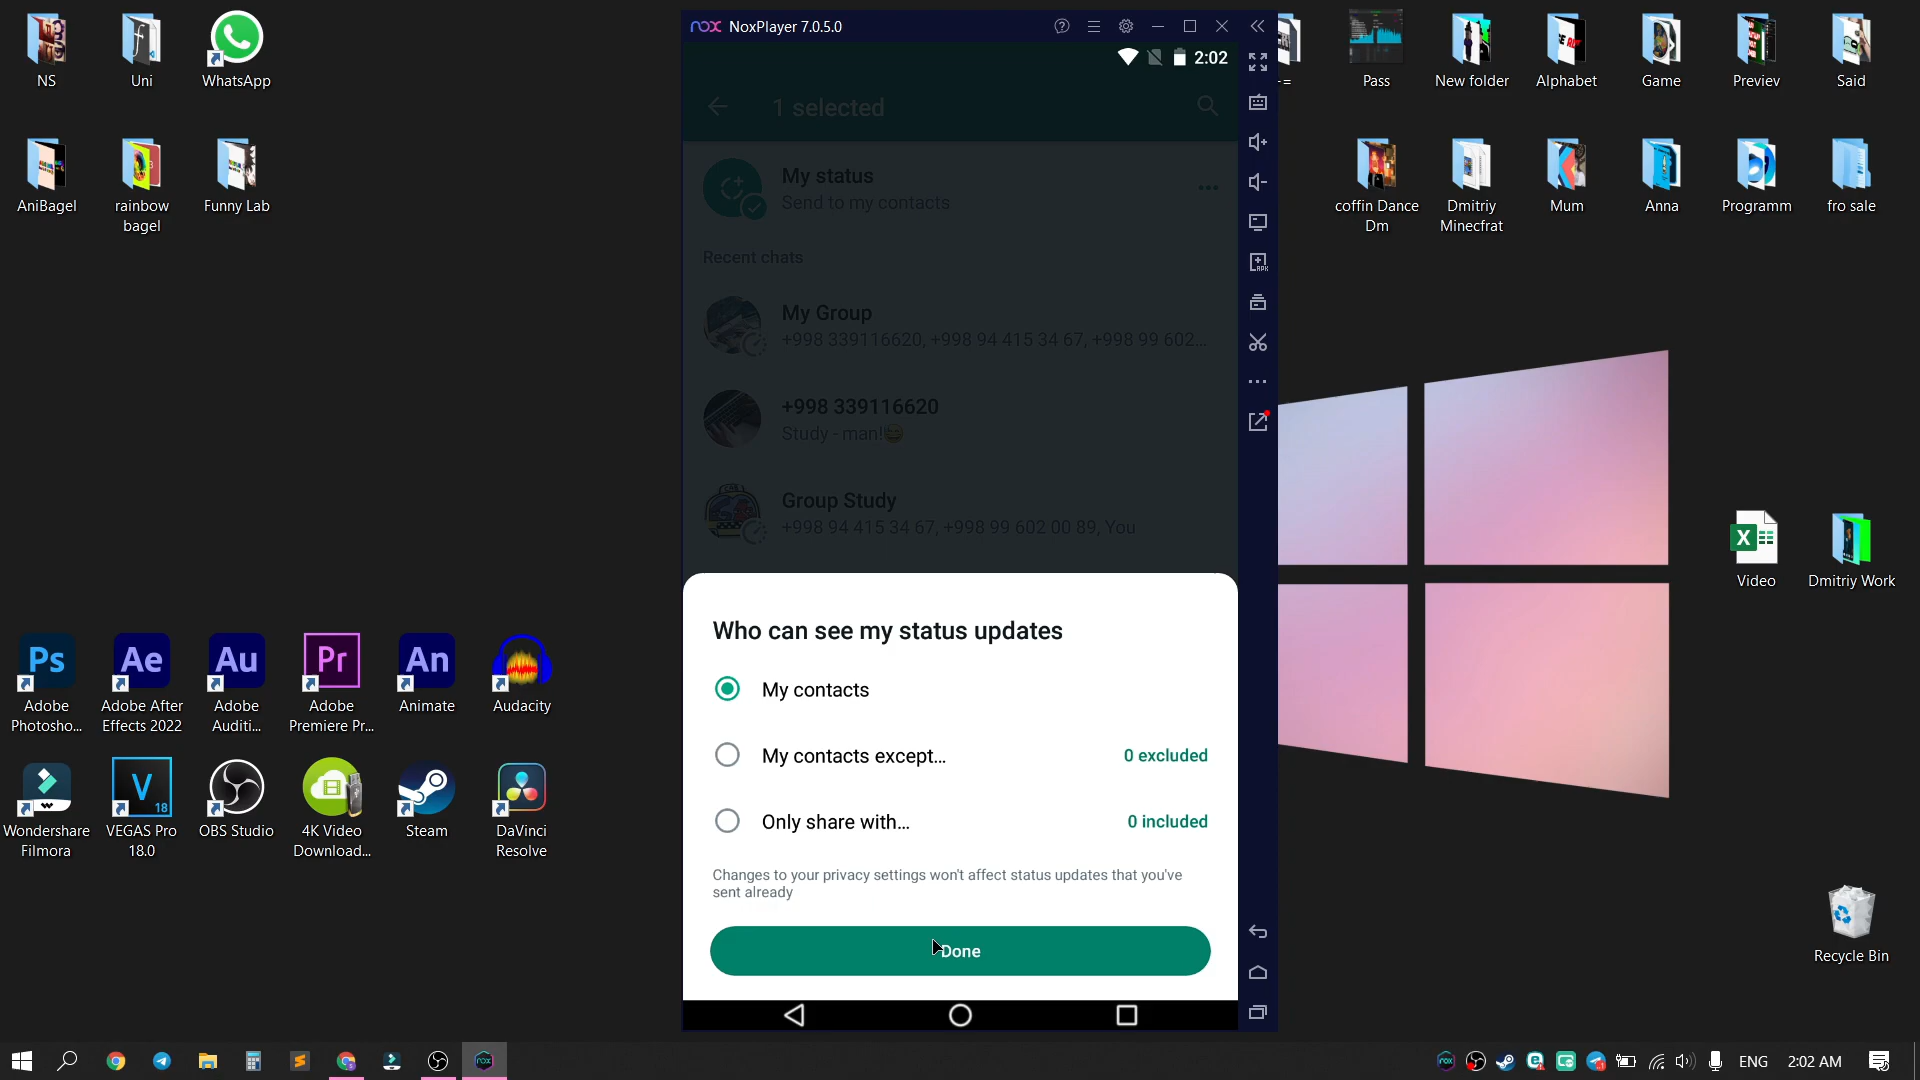 NS
Uni
WhatsApp
AniBagel
rainbow
bagel
Funny Lab
nox NoxPlayer 7.0.5.0
2:02
1 selected
My status
Send to my contacts
Recent chats
My Group
+998 339116620, +998 94 415 34 67, +998 99 602...
+998 339116620
Study - man!😄
Group Study
+998 94 415 34 67, +998 99 602 00 89, You
Who can see my status updates
My contacts
My contacts except...
0 excluded
Only share with...
0 included
Changes to your privacy settings won't affect status updates that you've
sent already
Done
Pass
New folder
Alphabet
Game
Previev
Said
coffin Dance
Dm
Dmitriy
Minecfrat
Mum
Anna
Programm
fro sale
Video
Dmitriy Work
Recycle Bin
Ps
Ae
Au
Pr
An
Adobe
Photosho...
Adobe After
Effects 2022
Adobe
Auditi...
Adobe
Premiere Pr...
Animate
Audacity
V
18
Wondershare
Filmora
VEGAS Pro
18.0
OBS Studio
4K Video
Download...
Steam
DaVinci
Resolve
ENG
2:02 AM